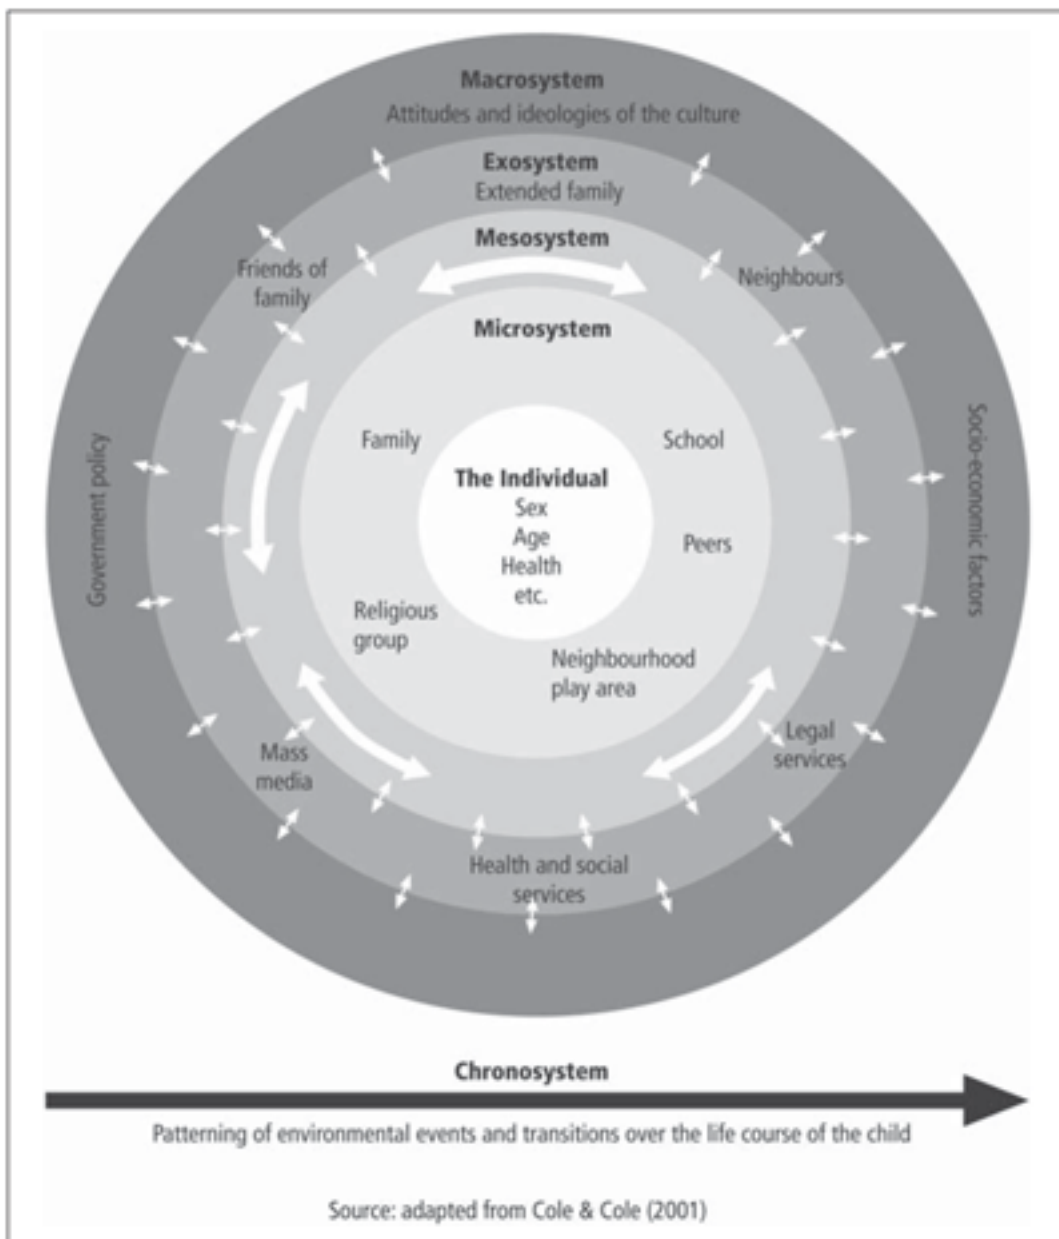 Macrosystem
Attitudes and ideologies of the culture
Exosystem
Extended family
Mesosystem
Friends of
family
Neighbours
Microsystem
Family
School
The Individual
Sex
Age
Health
etc.
Peers
Religious
group
Neighbourhood
play area
Government policy
Socio-economic factors
Mass
media
Legal
services
Health and social
services
Chronosystem
Patterning of environmental events and transitions over the life course of the child
Source: adapted from Cole & Cole (2001)